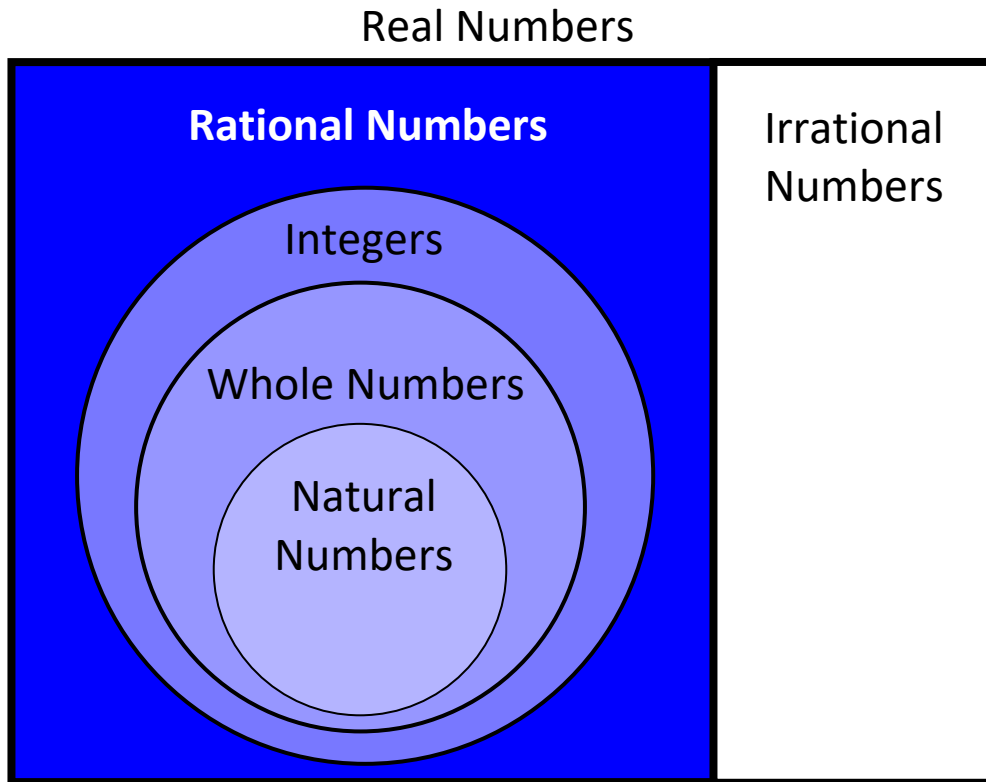 Real Numbers
Rational Numbers
Irrational
Numbers
Integers
Whole Numbers
Natural
Numbers